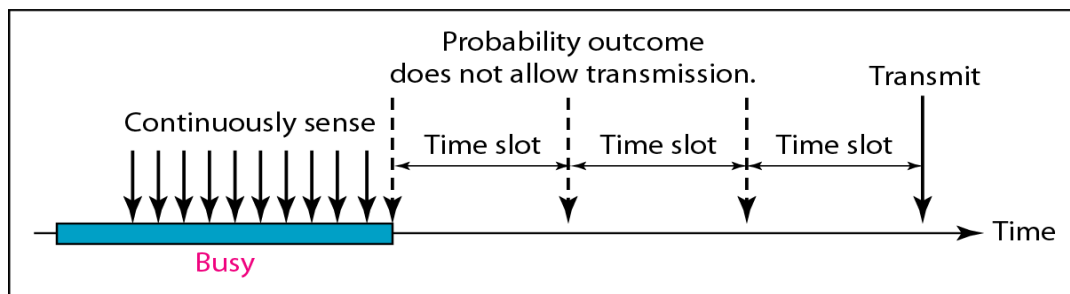 Probability outcome
does not allow transmission.
Transmit
Continuously sense
Time slot
Time slot
Time slot
Time
Busy